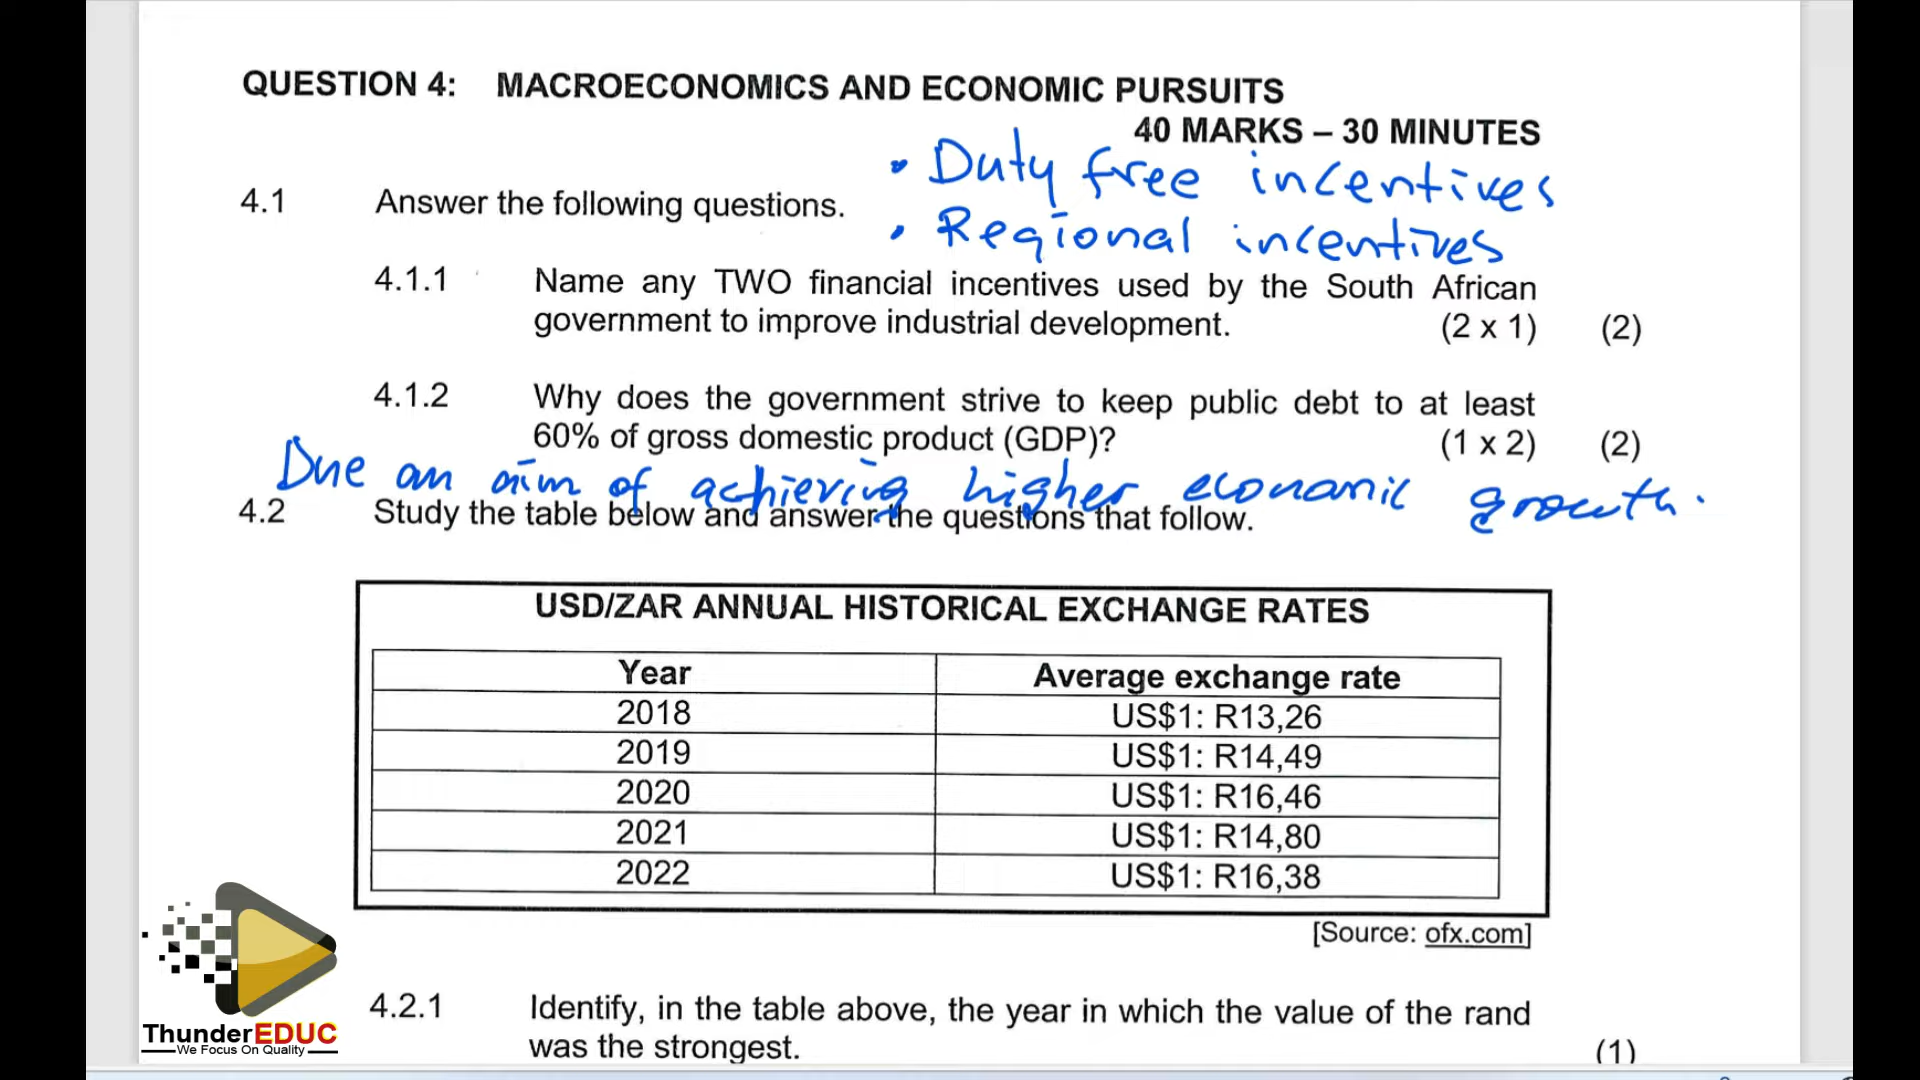 QUESTION 4: MACROECONOMICS AND ECONOMIC PURSUITS
40 MARKS – 30 MINUTES
• Duty free incentives
4.1 Answer the following questions.
• Regional incentives
4.1.1 Name any TWO financial incentives used by the South African
government to improve industrial development. (2 x 1) (2)
4.1.2 Why does the government strive to keep public debt to at least
60% of gross domestic product (GDP)? (1 x 2) (2)
Due an aim of achieving higher economic growth.
4.2 Study the table below and answer the questions that follow.
USD/ZAR ANNUAL HISTORICAL EXCHANGE RATES
Year Average exchange rate
2018 US$1: R13,26
2019 US$1: R14,49
2020 US$1: R16,46
2021 US$1: R14,80
2022 US$1: R16,38
[Source: ofx.com]
4.2.1 Identify, in the table above, the year in which the value of the rand
was the strongest. (1)
ThunderEDUC
We Focus On Quality